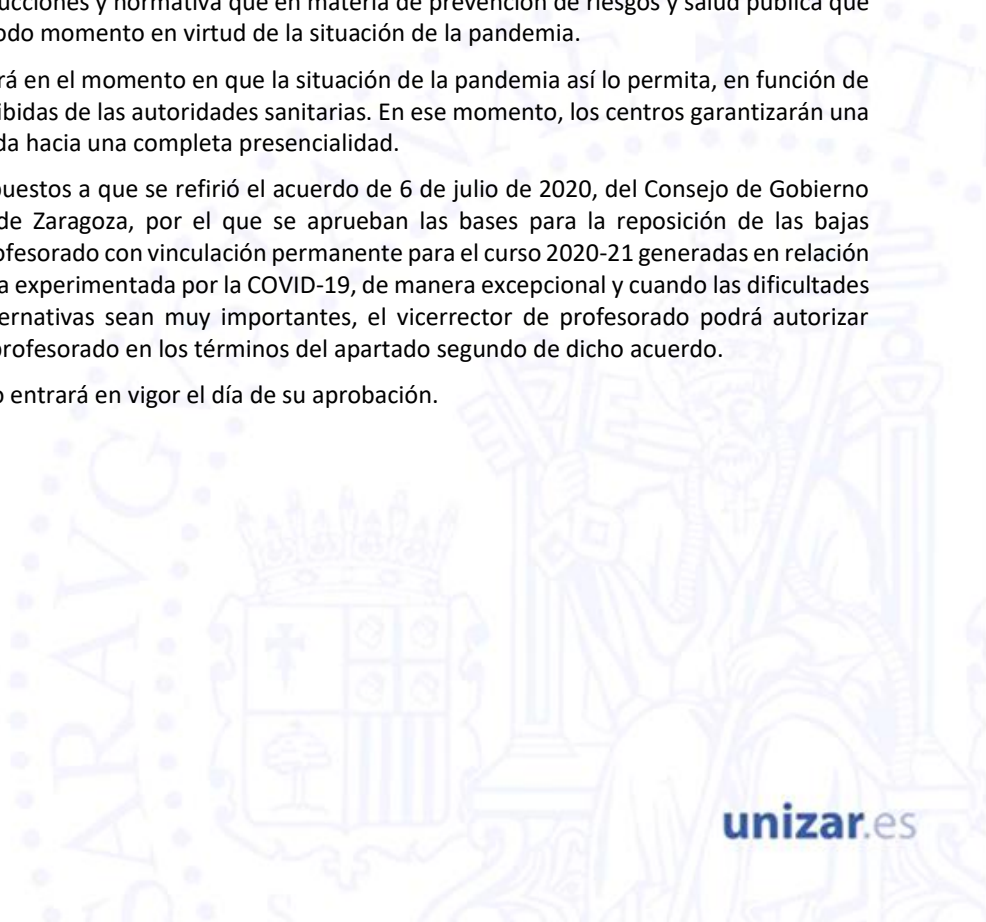 ucciones y normativa que en materia de prevención de riesgos y salud pública que
odo momento en virtud de la situación de la pandemia.
rá en el momento en que la situación de la pandemia así lo permita, en función de
ibidas de las autoridades sanitarias. En ese momento, los centros garantizarán una
da hacia una completa presencialidad.
puestos a que se refirió el acuerdo de 6 de julio de 2020, del Consejo de Gobierno
de Zaragoza, por el que se aprueban las bases para la reposición de las bajas
ofesorado con vinculación permanente para el curso 2020-21 generadas en relación
a experimentada por la COVID-19, de manera excepcional y cuando las dificultades
ernativas sean muy importantes, el vicerrector de profesorado podrá autorizar
profesorado en los términos del apartado segundo de dicho acuerdo.
o entrará en vigor el día de su aprobación.
unizar.es